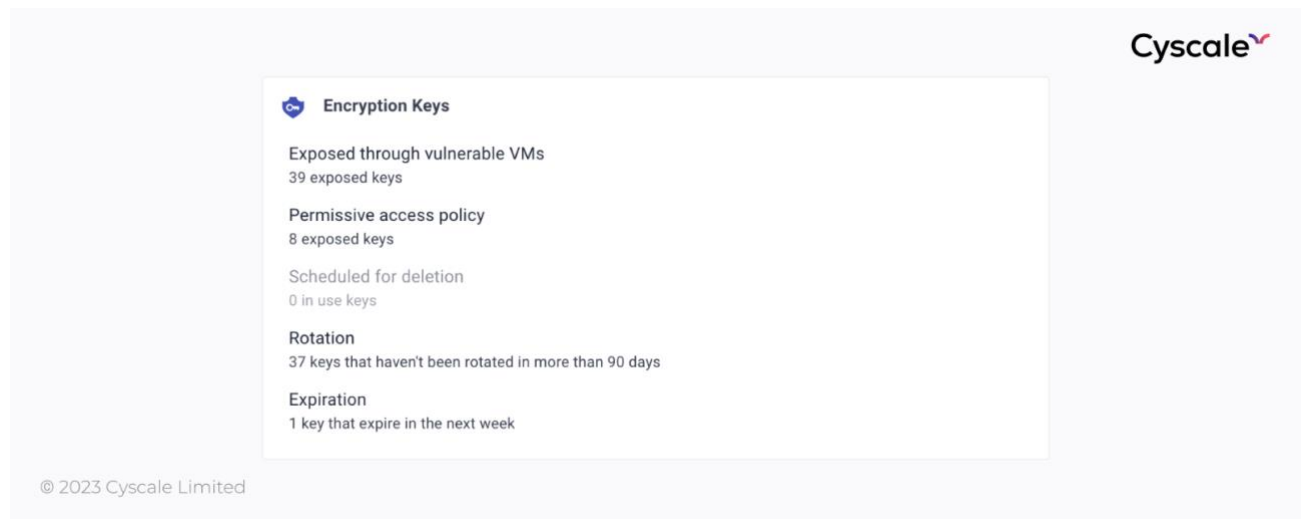 Cyscale
Encryption Keys
Exposed through vulnerable VMs
39 exposed keys
Permissive access policy
8 exposed keys
Scheduled for deletion
0 in use keys
Rotation
37 keys that haven't been rotated in more than 90 days
Expiration
1 key that expire in the next week
© 2023 Cyscale Limited